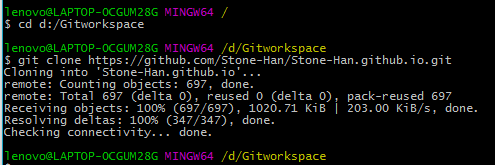 lenovo@LAPTOP-OCGUM28G MINGW64 /
$ cd d:/Gitworkspace
lenovo@LAPTOP-OCGUM28G MINGW64 /d/Gitworkspace
$ git clone https://github.com/Stone-Han/Stone-Han.github.io.git
Cloning into 'Stone-Han.github.io'...
remote: Counting objects: 697, done.
remote: Total 697 (delta 0), reused 0 (delta 0), pack-reused 697
Receiving objects: 100% (697/697), 1020.71 KiB | 203.00 KiB/s, done.
Resolving deltas: 100% (347/347), done.
Checking connectivity... done.
lenovo@LAPTOP-OCGUM28G MINGW64 /d/Gitworkspace